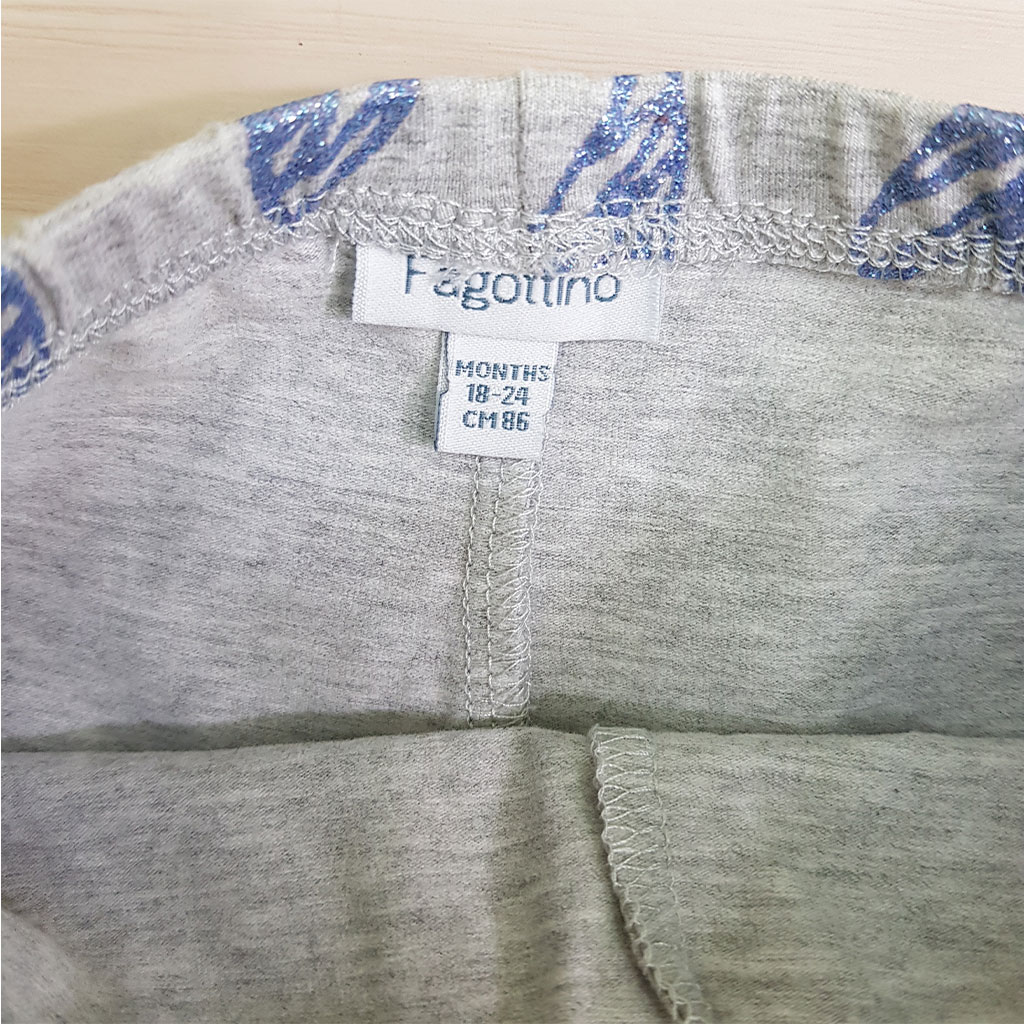 Fagottino
MONTHS
18-24
CM 86